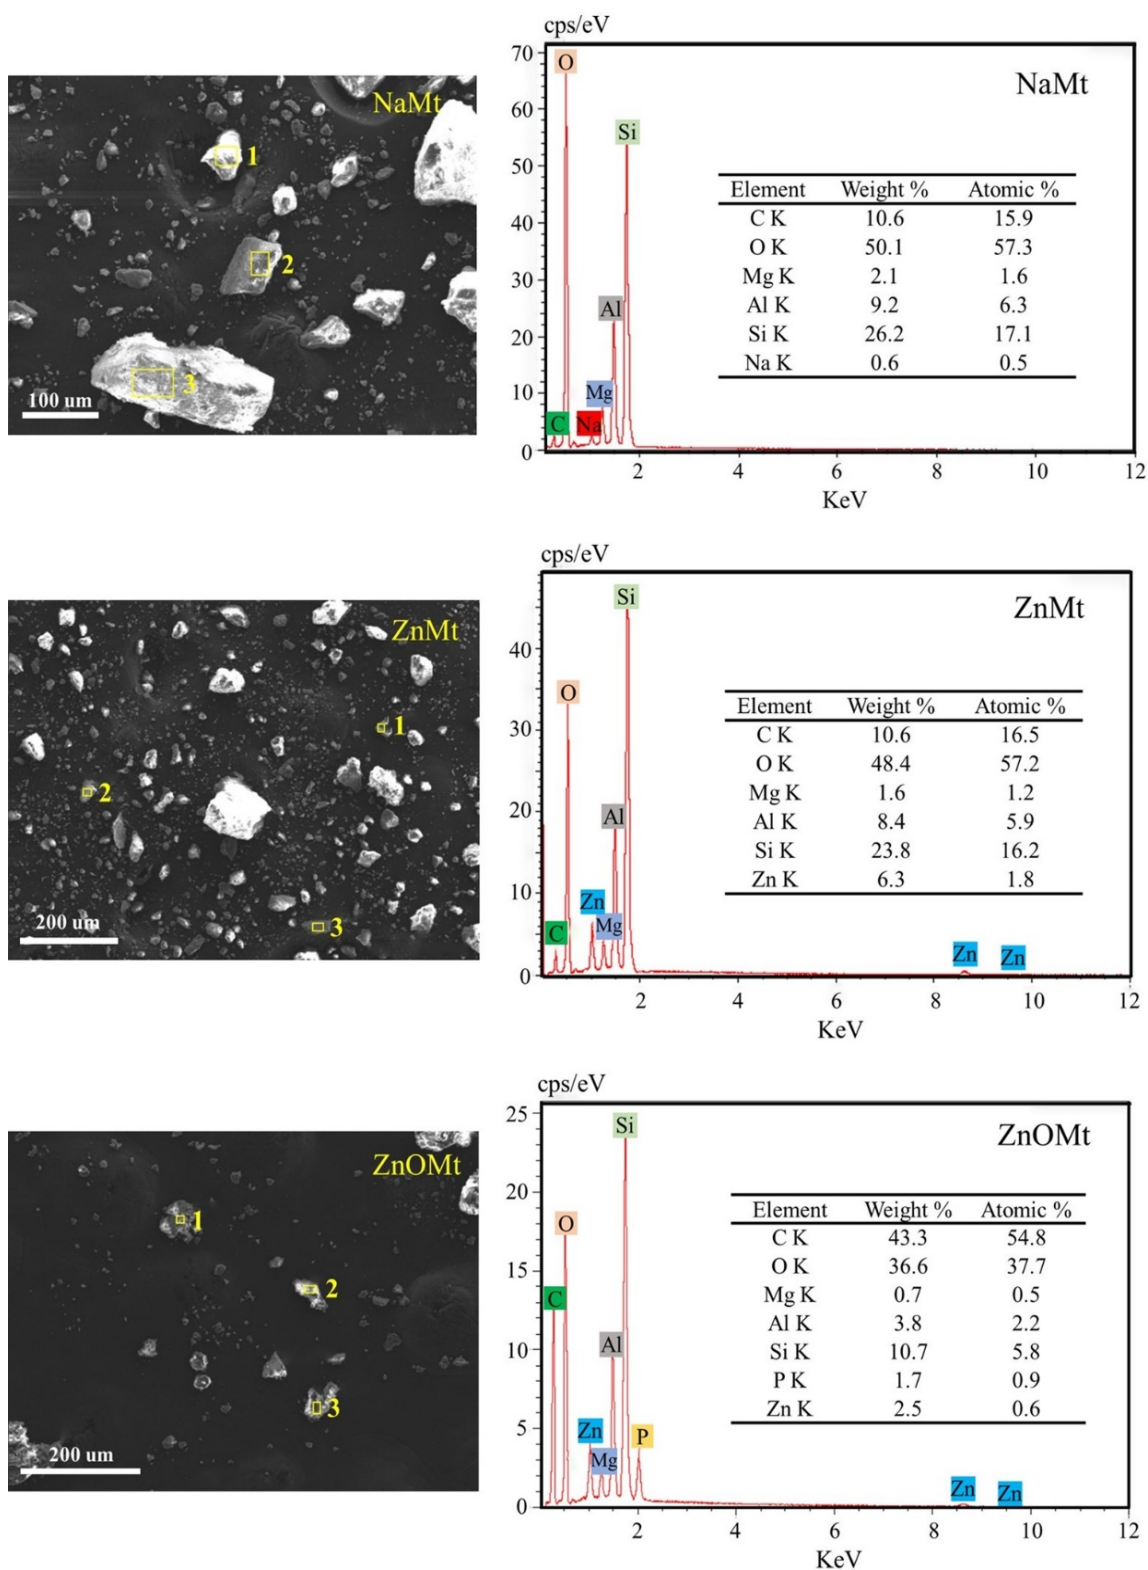 NaMt
1
2
3
100 um
cps/eV
70
60
50
40
30
20
10
0
O
Si
Al
Mg
C
Na
2
4
6
8
10
12
KeV
NaMt
Element Weight % Atomic %
C K 10.6 15.9
O K 50.1 57.3
Mg K 2.1 1.6
Al K 9.2 6.3
Si K 26.2 17.1
Na K 0.6 0.5
ZnMt
1
2
3
200 um
cps/eV
40
30
20
10
0
Si
O
Al
Zn
Mg
C
Zn
Zn
2
4
6
8
10
12
KeV
ZnMt
Element Weight % Atomic %
C K 10.6 16.5
O K 48.4 57.2
Mg K 1.6 1.2
Al K 8.4 5.9
Si K 23.8 16.2
Zn K 6.3 1.8
ZnOMt
1
2
3
200 um
cps/eV
25
20
15
10
5
0
Si
O
C
Al
Zn
Mg
P
Zn
Zn
2
4
6
8
10
12
KeV
ZnOMt
Element Weight % Atomic %
C K 43.3 54.8
O K 36.6 37.7
Mg K 0.7 0.5
Al K 3.8 2.2
Si K 10.7 5.8
P K 1.7 0.9
Zn K 2.5 0.6